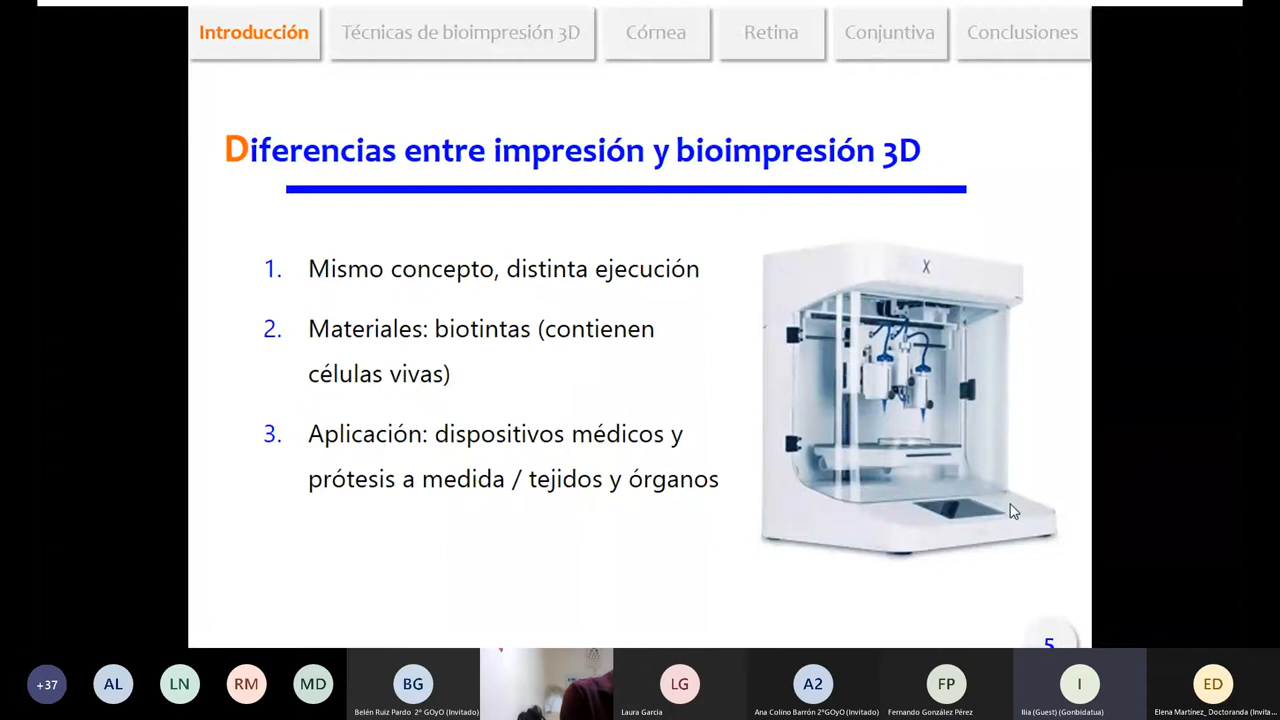 Introducción
Técnicas de bioimpresión 3D
Córnea
Retina
Conjuntiva
Conclusiones
Diferencias entre impresión y bioimpresión 3D
1. Mismo concepto, distinta ejecución
2. Materiales: biotintas (contienen
células vivas)
3. Aplicación: dispositivos médicos y
prótesis a medida / tejidos y órganos
X
5
+37
AL
LN
RM
MD
BG
LG
A2
FP
I
ED
Belén Ruiz Pardo 2º GOyO (Invitado)
Laura Garcia
Ana Colino Barrón 2ºGOyO (Invitado)
Fernando González Pérez
Ilia (Guest) (Gonbidatua)
Elena Martínez_Doctoranda (Invita...